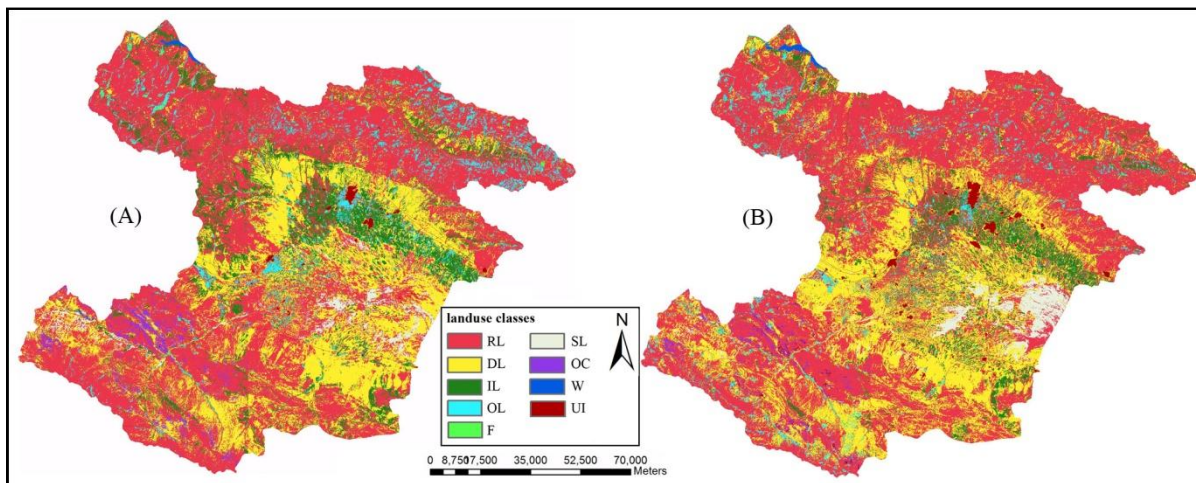 (A)
(B)
landuse classes
N
RL
SL
DL
OC
IL
W
OL
UI
F
0 8,750 17,500 35,000 52,500 70,000
Meters